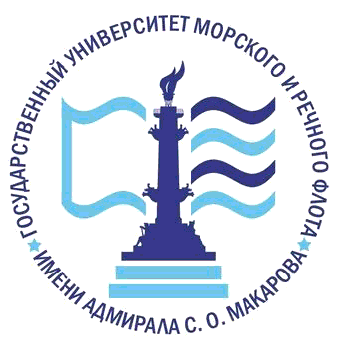 ГОСУДАРСТВЕННЫЙ УНИВЕРСИТЕТ МОРСКОГО И РЕЧНОГО ФЛОТА
ИМЕНИ АДМИРАЛА С. О. МАКАРОВА